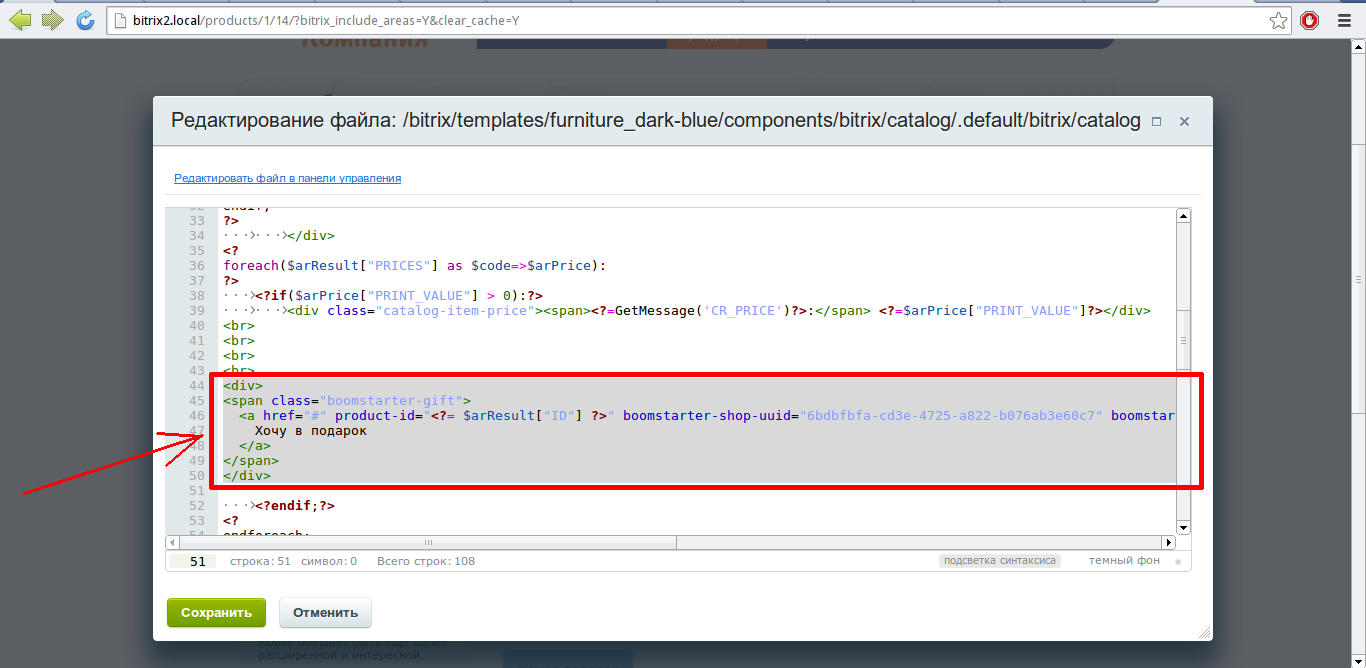 bitrix2.local/products/1/14/?bitrix_include_areas=Y&clear_cache=Y
Компания
Редактирование файла: /bitrix/templates/furniture_dark-blue/components/bitrix/catalog/.default/bitrix/catalog
Редактировать файл в панели управления
32 endif;
33 ?>
34 </div>
35 <?
36 foreach($arResult["PRICES"] as $code=>$arPrice):
37 ?>
38 <?if($arPrice["PRINT_VALUE"] > 0):?>
39 <div class="catalog-item-price"><span><?=GetMessage('CR_PRICE')?>:</span> <?=$arPrice["PRINT_VALUE"]?></div>
40 <br>
41 <br>
42 <br>
43 <br>
44 <div>
45 <span class="boomstarter-gift">
46 <a href="#" product-id="<?= $arResult["ID"] ?>" boomstarter-shop-uuid="6bdbfbfa-cd3e-4725-a822-b076ab3e60c7" boomstar
47 Хочу в подарок
48 </a>
49 </span>
50 </div>
51
52 <?endif;?>
53 <?
54 endforeach;
51 строка: 51 символ: 0 Всего строк: 108 подсветка синтаксиса темный фон
Сохранить Отменить
расширенной и интересной.